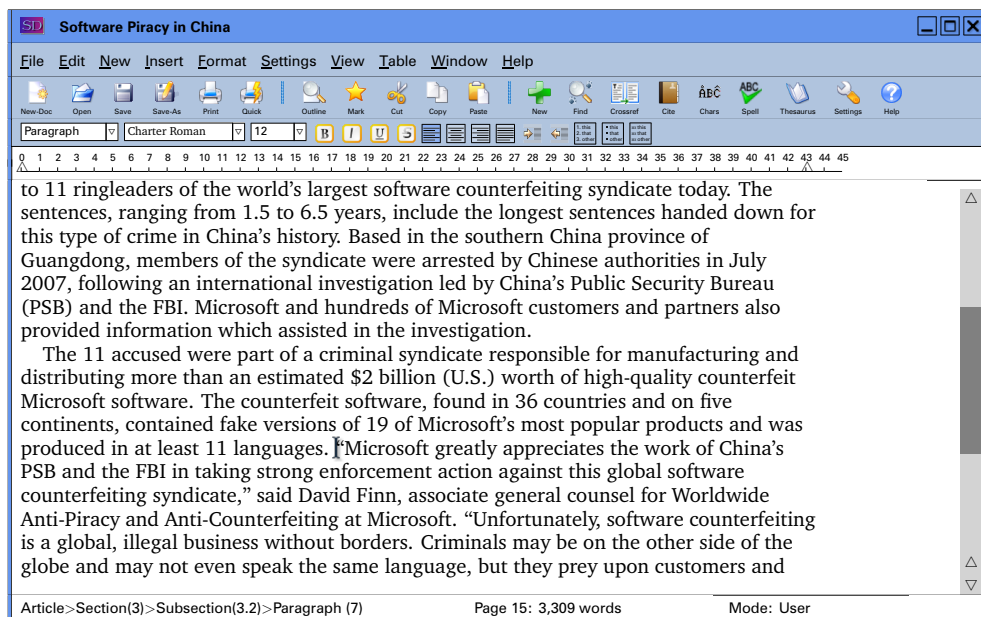 SD Software Piracy in China
File Edit New Insert Format Settings View Table Window Help
New-Doc Open Save Save-As Print Quick Outline Star Cut Copy Paste New Find Crossref Cite Chars Spell Thesaurus Settings Help
Paragraph Charter Roman 12 B I U S
0 1 2 3 4 5 6 7 8 9 10 11 12 13 14 15 16 17 18 19 20 21 22 23 24 25 26 27 28 29 30 31 32 33 34 35 36 37 38 39 40 41 42 43 44 45
to 11 ringleaders of the world's largest software counterfeiting syndicate today. The
sentences, ranging from 1.5 to 6.5 years, include the longest sentences handed down for
this type of crime in China's history. Based in the southern China province of
Guangdong, members of the syndicate were arrested by Chinese authorities in July
2007, following an international investigation led by China's Public Security Bureau
(PSB) and the FBI. Microsoft and hundreds of Microsoft customers and partners also
provided information which assisted in the investigation.
The 11 accused were part of a criminal syndicate responsible for manufacturing and
distributing more than an estimated $2 billion (U.S.) worth of high-quality counterfeit
Microsoft software. The counterfeit software, found in 36 countries and on five
continents, contained fake versions of 19 of Microsoft's most popular products and was
produced in at least 11 languages. “Microsoft greatly appreciates the work of China's
PSB and the FBI in taking strong enforcement action against this global software
counterfeiting syndicate,” said David Finn, associate general counsel for Worldwide
Anti-Piracy and Anti-Counterfeiting at Microsoft. “Unfortunately, software counterfeiting
is a global, illegal business without borders. Criminals may be on the other side of the
globe and may not even speak the same language, but they prey upon customers and
Article>Section(3)>Subsection(3.2)>Paragraph (7) Page 15: 3,309 words Mode: User